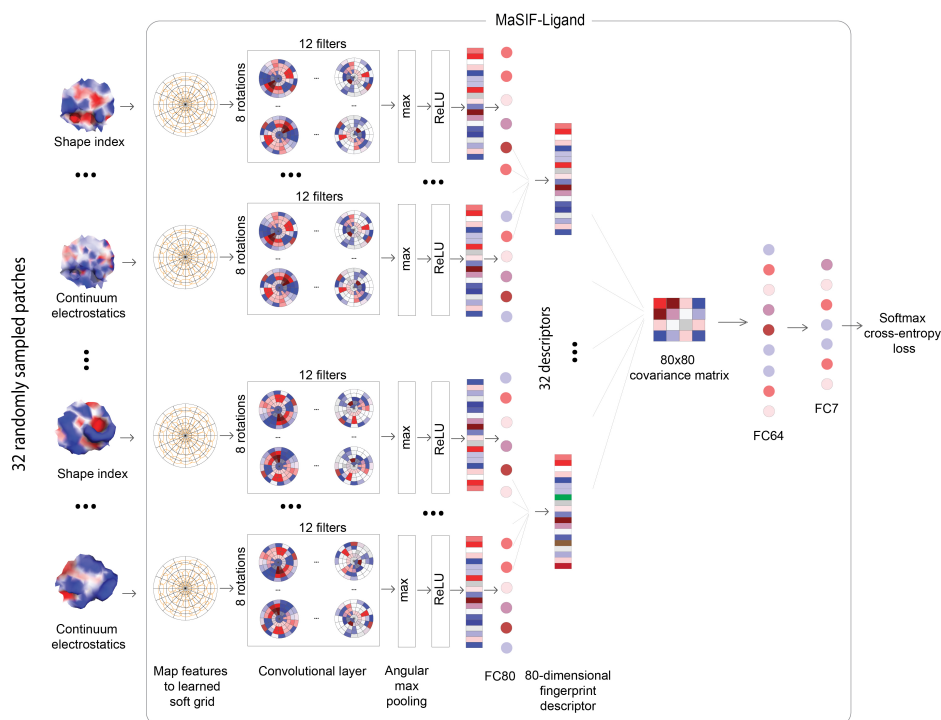 MaSIF-Ligand
32 randomly sampled patches
Shape index
8 rotations
12 filters
...
...
max
ReLU
...
...
Continuum
electrostatics
8 rotations
12 filters
...
...
max
ReLU
...
Shape index
8 rotations
12 filters
...
...
max
ReLU
...
...
Continuum
electrostatics
8 rotations
12 filters
...
...
max
ReLU
32 descriptors
...
80x80
covariance matrix
FC64
FC7
Softmax
cross-entropy
loss
Map features
to learned
soft grid
Convolutional layer
Angular
max
pooling
FC80
80-dimensional
fingerprint
descriptor